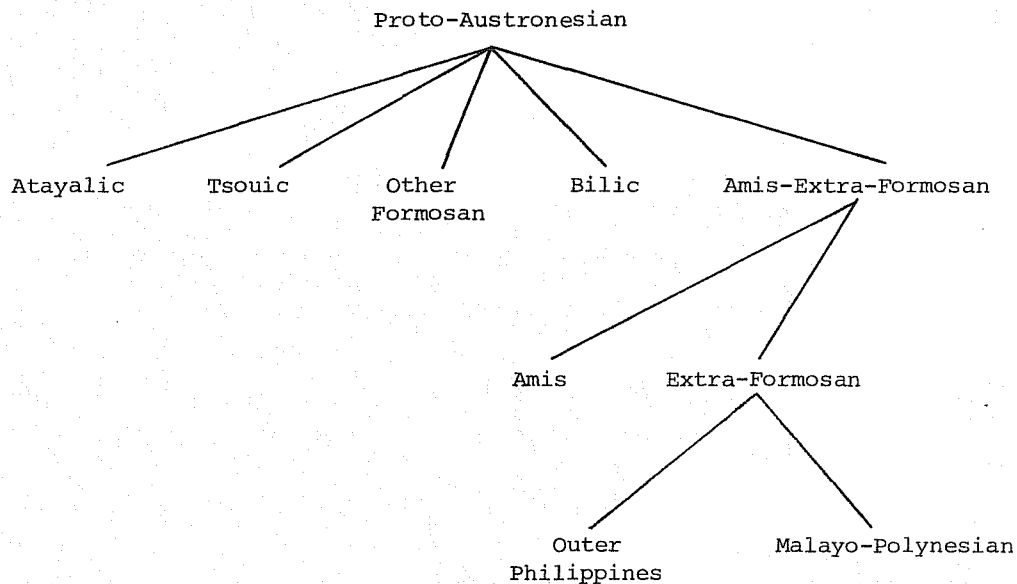 Proto-Austronesian
Atayalic Tsouic Other Bilic Amis-Extra-Formosan
Formosan
Amis Extra-Formosan
Outer Malayo-Polynesian
Philippines